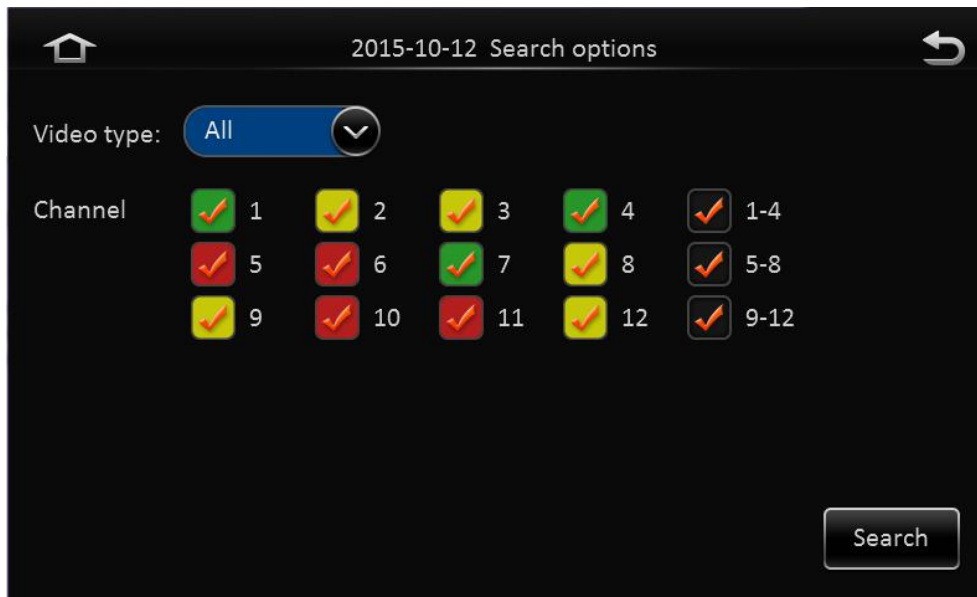 2015-10-12 Search options
Video type: All
Channel 1 2 3 4 1-4
5 6 7 8 5-8
9 10 11 12 9-12
Search